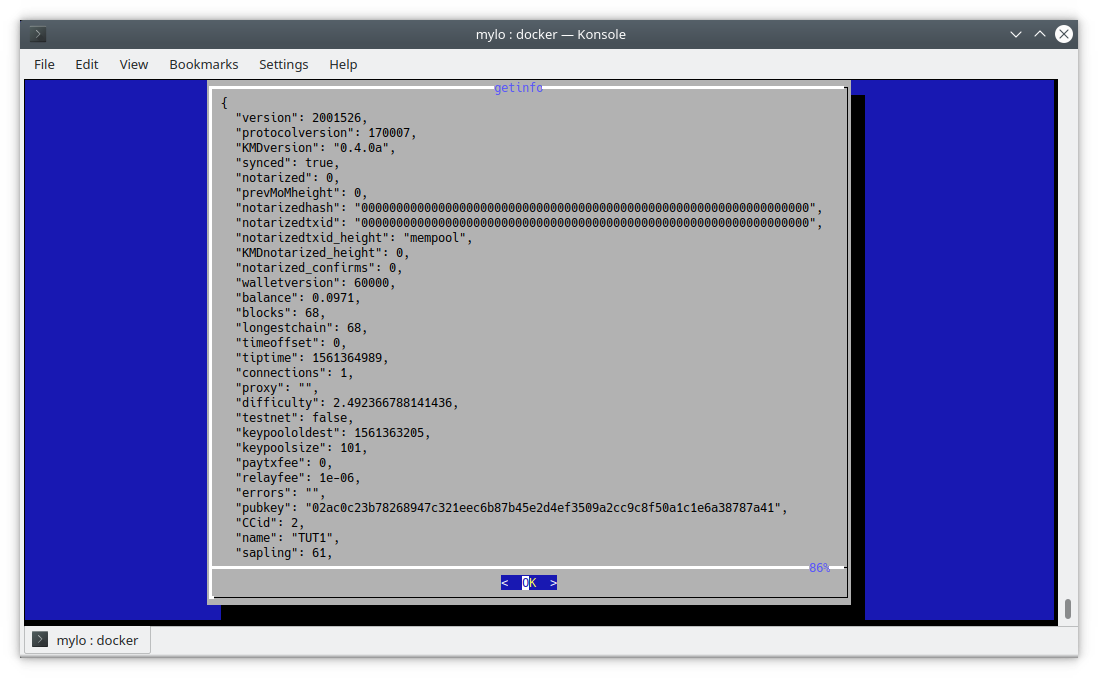 mylo : docker — Konsole
File Edit View Bookmarks Settings Help
getinfo
{
"version": 2001526,
"protocolversion": 170007,
"KMDversion": "0.4.0a",
"synced": true,
"notarized": 0,
"prevMoMheight": 0,
"notarizedhash": "0000000000000000000000000000000000000000000000000000000000000000",
"notarizedtxid": "0000000000000000000000000000000000000000000000000000000000000000",
"notarizedtxid_height": "mempool",
"KMDnotarized_height": 0,
"notarized_confirms": 0,
"walletversion": 60000,
"balance": 0.0971,
"blocks": 68,
"longestchain": 68,
"timeoffset": 0,
"tiptime": 1561364989,
"connections": 1,
"proxy": "",
"difficulty": 2.492366788141436,
"testnet": false,
"keypoololdest": 1561363205,
"keypoolsize": 101,
"paytxfee": 0,
"relayfee": 1e-06,
"errors": "",
"pubkey": "02ac0c23b78268947c321eec6b87b45e2d4ef3509a2cc9c8f50a1c1e6a38787a41",
"CCid": 2,
"name": "TUT1",
"sapling": 61,
86%
< OK >
mylo : docker